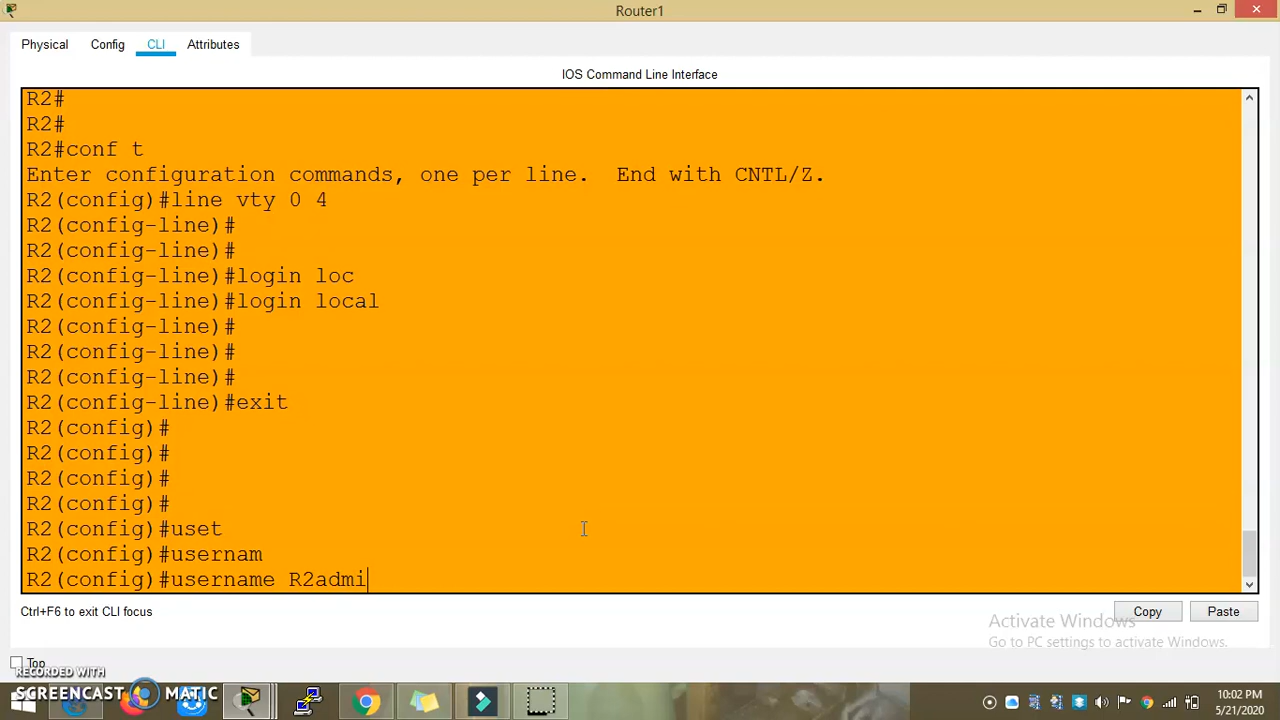 Router1
Physical
Config
CLI
Attributes
IOS Command Line Interface
R2#
R2#
R2#conf t
Enter configuration commands, one per line.  End with CNTL/Z.
R2(config)#line vty 0 4
R2(config-line)#
R2(config-line)#
R2(config-line)#login loc
R2(config-line)#login local
R2(config-line)#
R2(config-line)#
R2(config-line)#
R2(config-line)#exit
R2(config)#
R2(config)#
R2(config)#
R2(config)#
R2(config)#uset
R2(config)#usernam
R2(config)#username R2admi
Ctrl+F6 to exit CLI focus
Copy
Paste
Activate Windows
Go to PC settings to activate Windows.
Top
RECORDED WITH
SCREENCAST MATIC
10:02 PM
5/21/2020